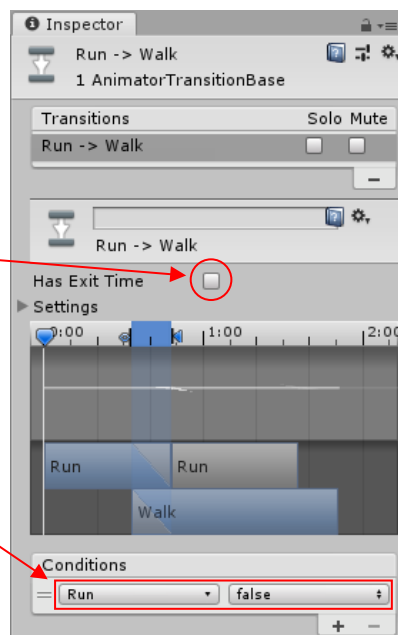 Inspector
Run -> Walk
1 AnimatorTransitionBase
Transitions Solo Mute
Run -> Walk
Run -> Walk
Has Exit Time
Settings
0:00 1:00 2:00
Run Run
Walk
Conditions
Run false